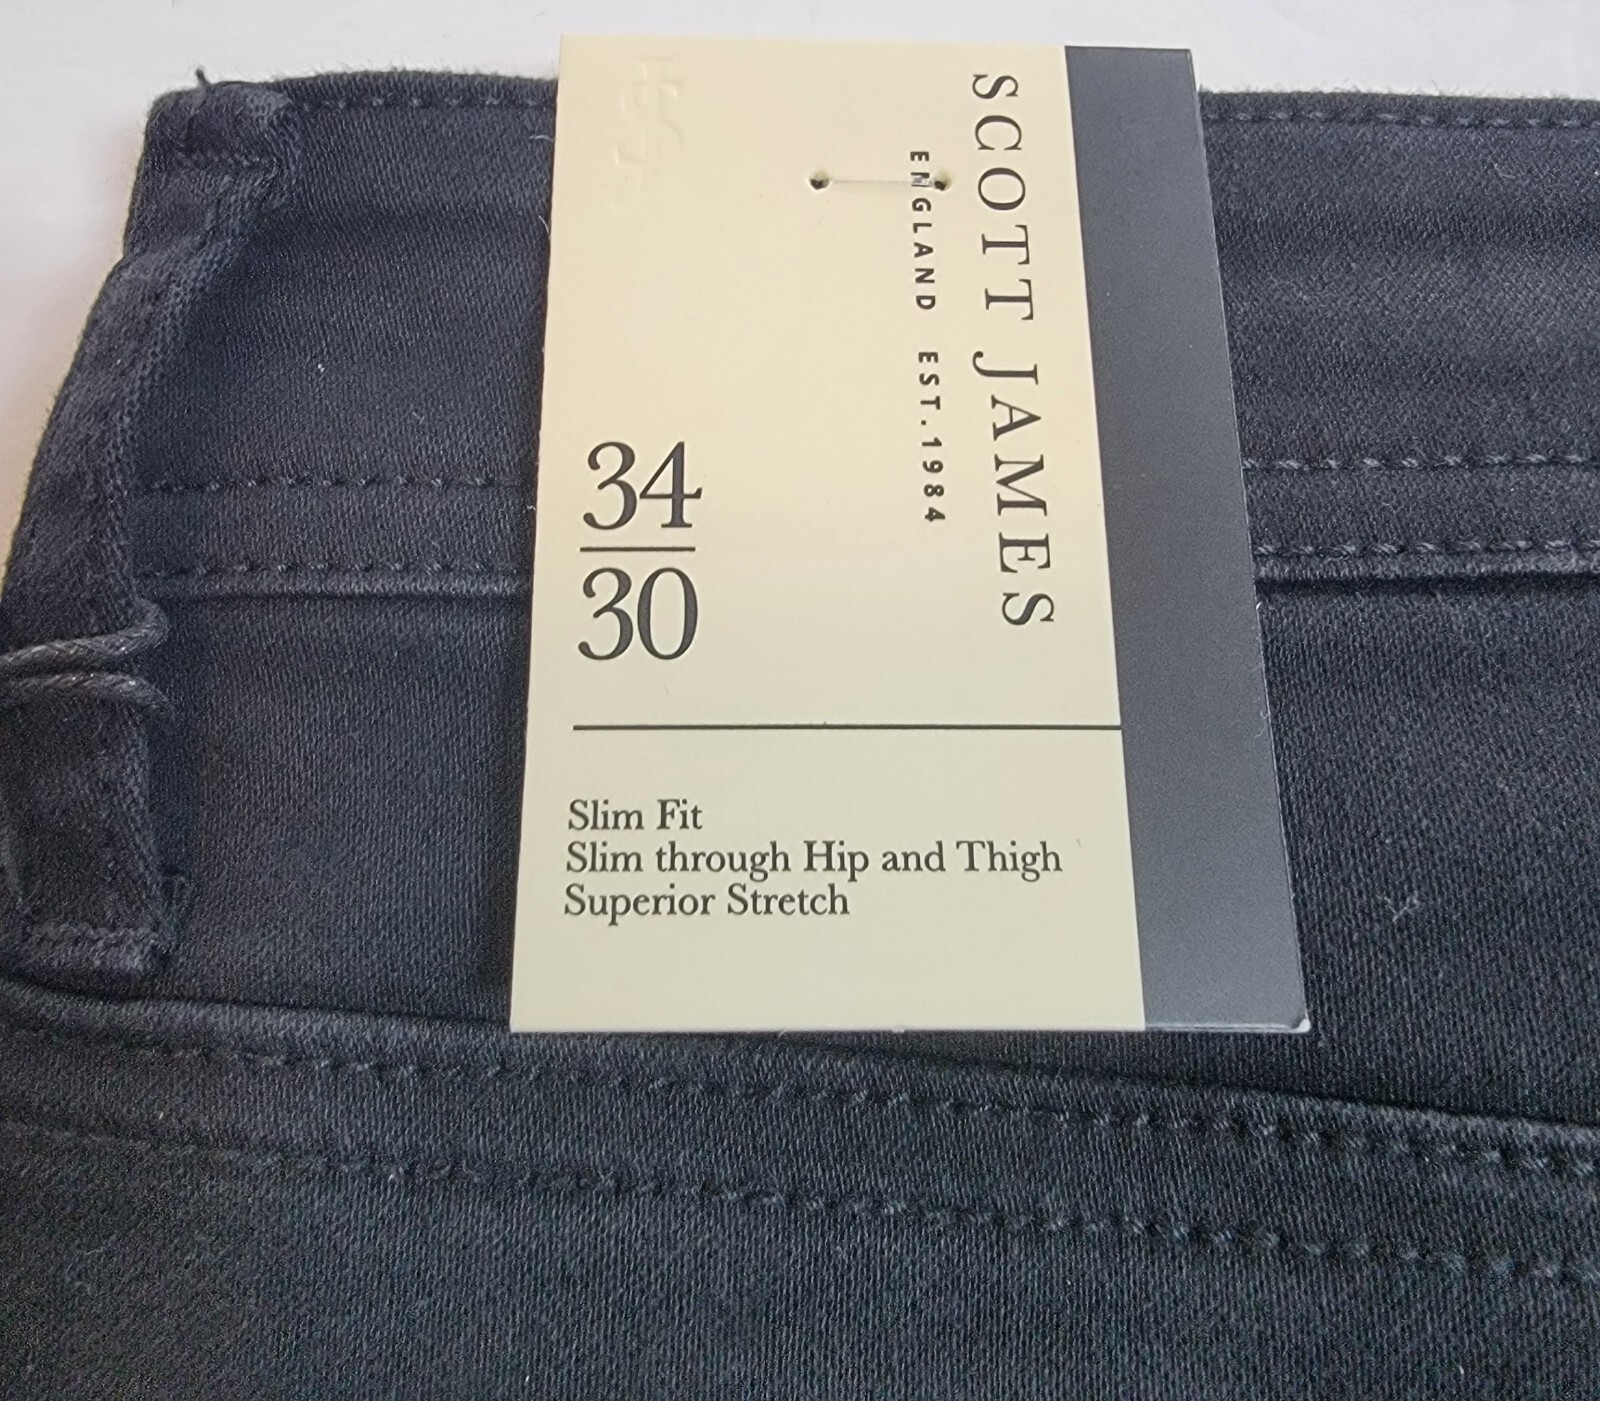 SCOTT JAMES
ENGLAND EST.1984
34
30
Slim Fit
Slim through Hip and Thigh
Superior Stretch